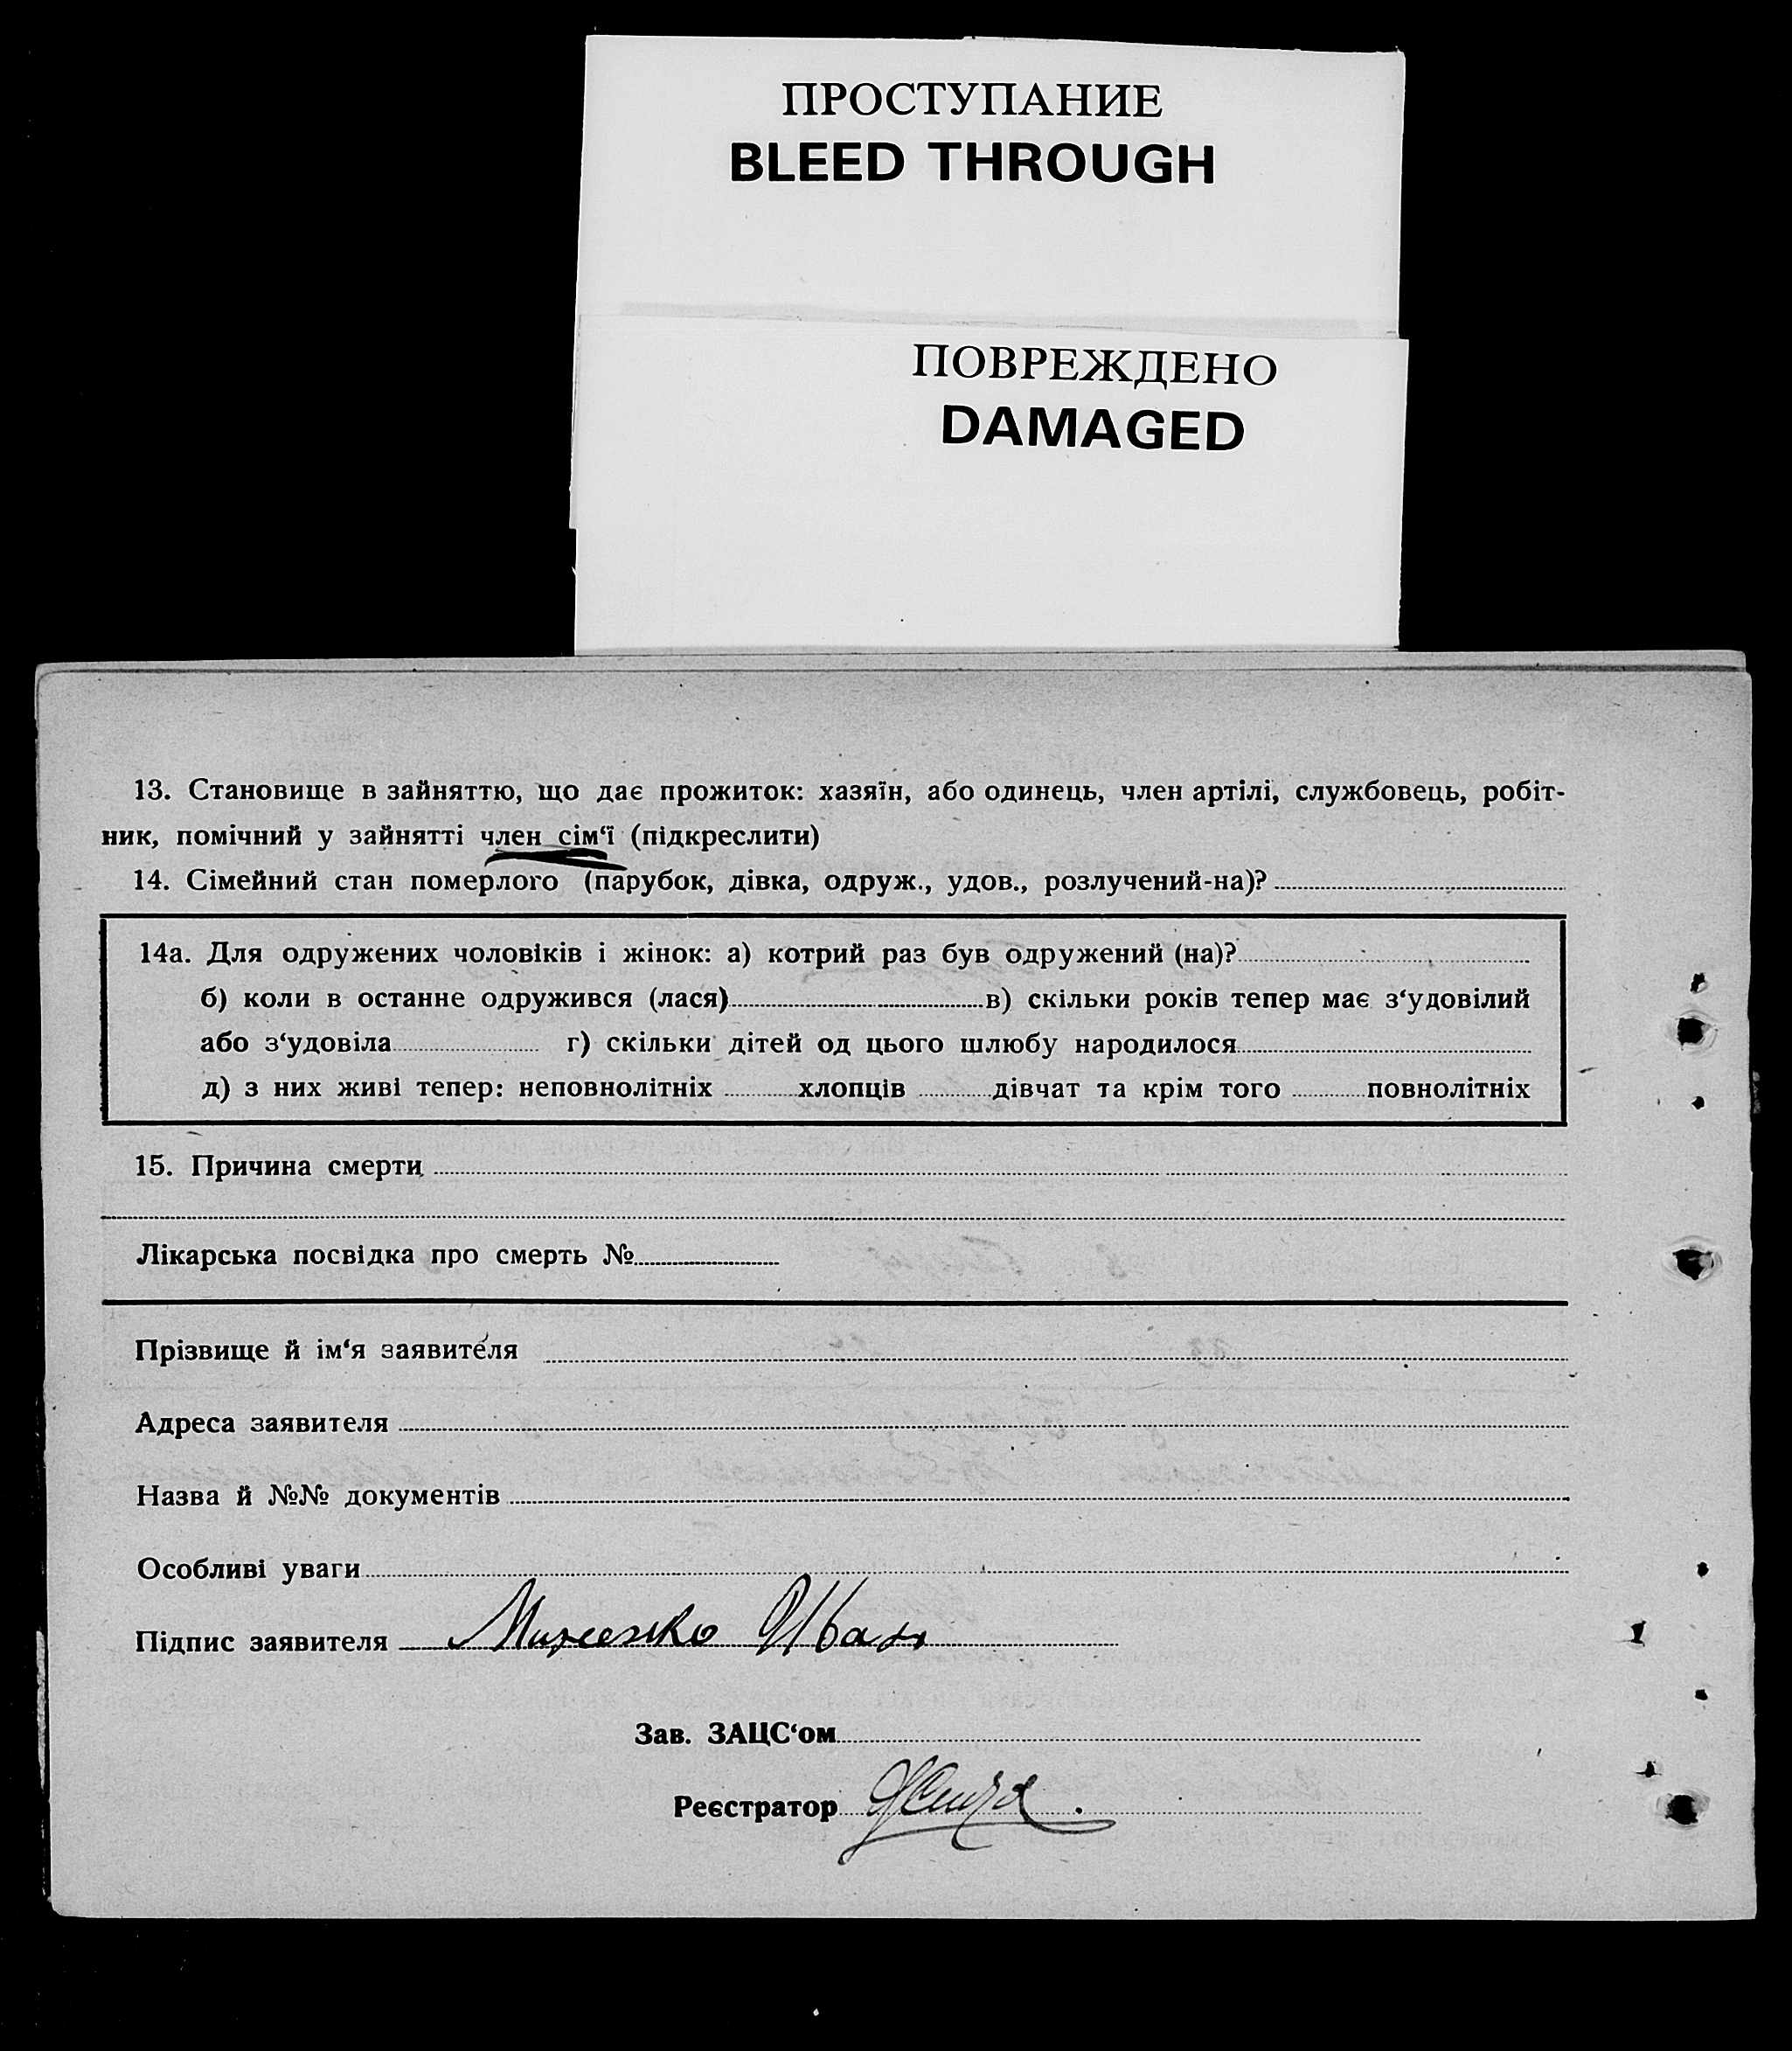 ПРОСТУПАНИЕ
BLEED THROUGH
ПОВРЕЖДЕНО
DAMAGED
13. Становище в зайняттю, що дає прожиток: хазяїн, або одинець, член артілі, службовець, робіт-
ник, помічний у зайнятті член сім‘ї (підкреслити)
14. Сімейний стан померлого (парубок, дівка, одруж., удов., розлучений-на)?
14а. Для одружених чоловіків і жінок: а) котрий раз був одружений (на)?
б) коли в останне одружився (лася) в) скільки років тепер має з‘удовілий
або з‘удовіла г) скільки дітей од цього шлюбу народилося
д) з них живі тепер: неповнолітніх хлопців дівчат та крім того повнолітніх
15. Причина смерти
Лікарська посвідка про смерть №
Прізвище й ім‘я заявителя
Адреса заявителя
Назва й №№ документів
Особливі уваги
Підпис заявителя Иван
Зав. ЗАЦС‘ом
Реєстратор